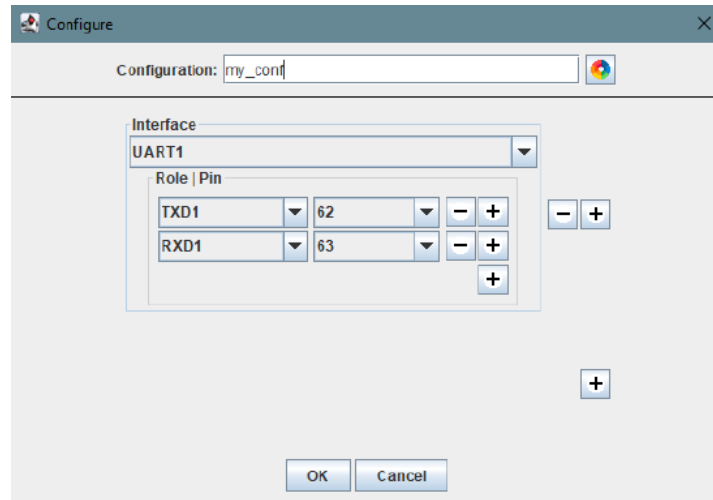 Configure
Configuration: my_conf
Interface
UART1
Role | Pin
TXD1 62 − +
RXD1 63 − +
− +
+
+
OK Cancel